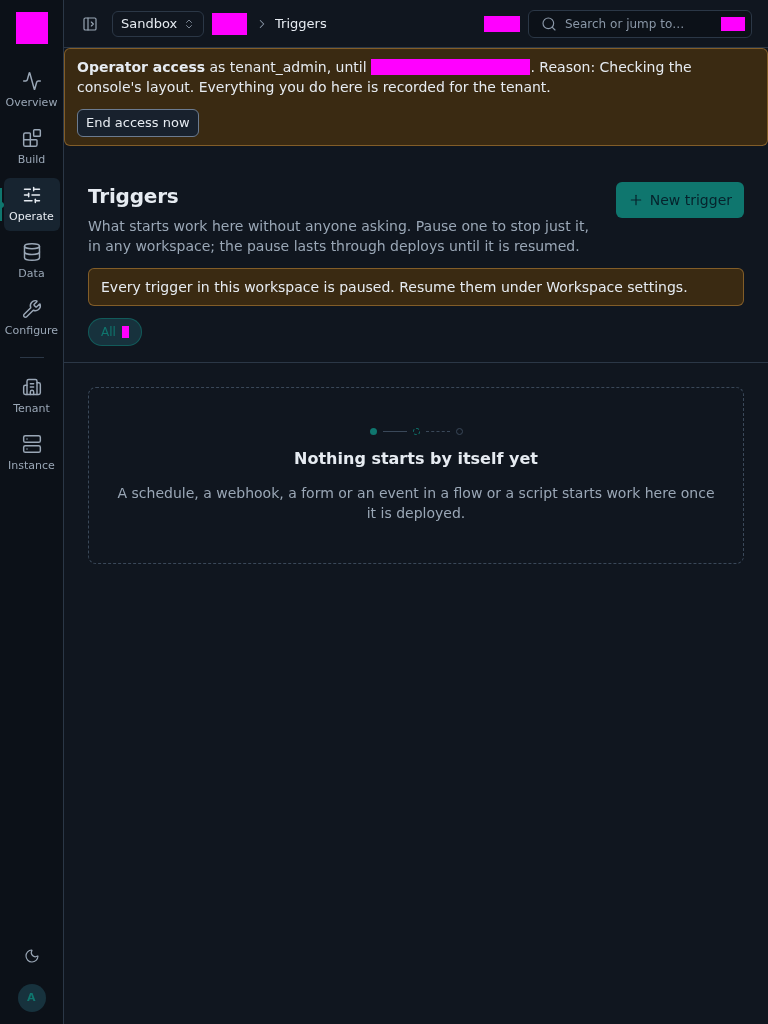 Sandbox
Triggers
Search or jump to…
Operator access as tenant_admin, until . Reason: Checking the
console's layout. Everything you do here is recorded for the tenant.
End access now
Overview
Build
Operate
Data
Configure
Tenant
Instance
A
Triggers
New trigger
What starts work here without anyone asking. Pause one to stop just it,
in any workspace; the pause lasts through deploys until it is resumed.
Every trigger in this workspace is paused. Resume them under Workspace settings.
All
Nothing starts by itself yet
A schedule, a webhook, a form or an event in a flow or a script starts work here once
it is deployed.